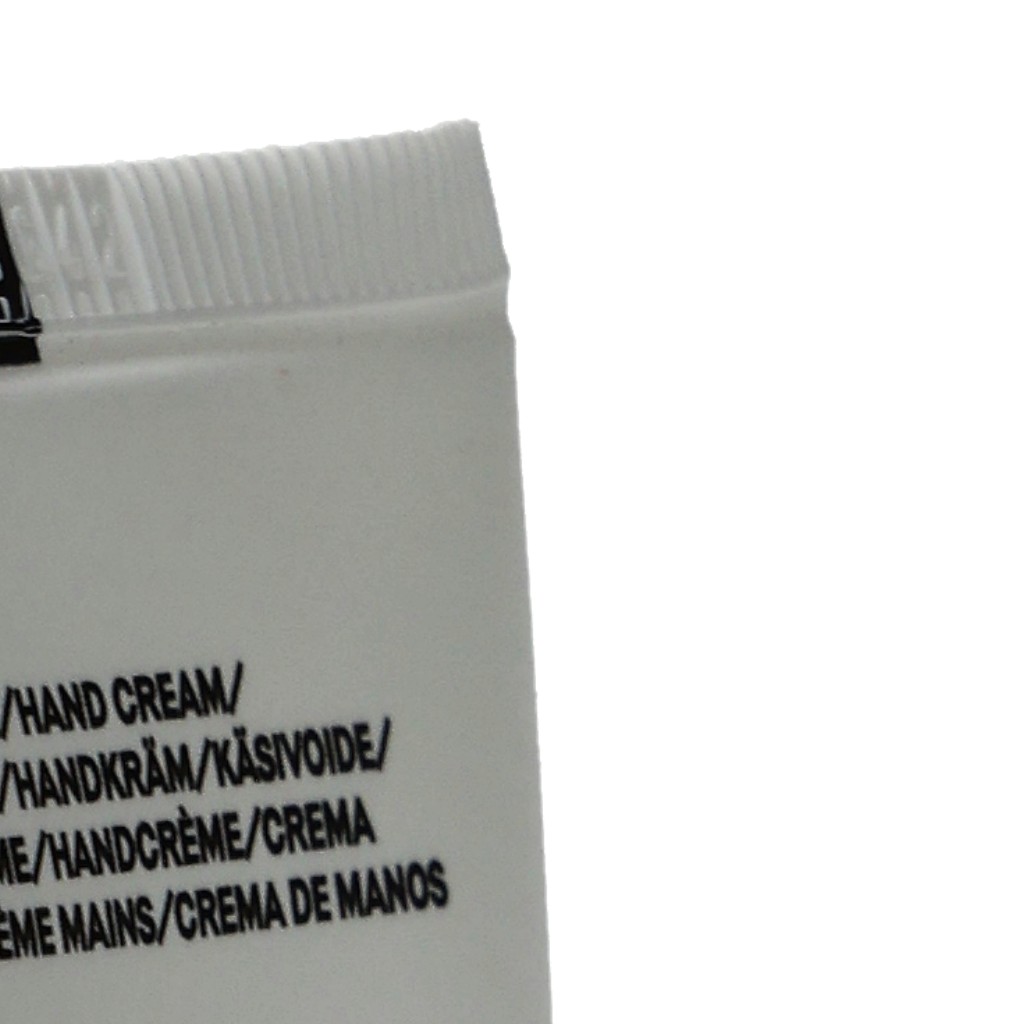 /HAND CREAM/
/HANDKRÄM/KÄSIVOIDE/
ME/HANDCRÈME/CREMA
ÈME MAINS/CREMA DE MANOS